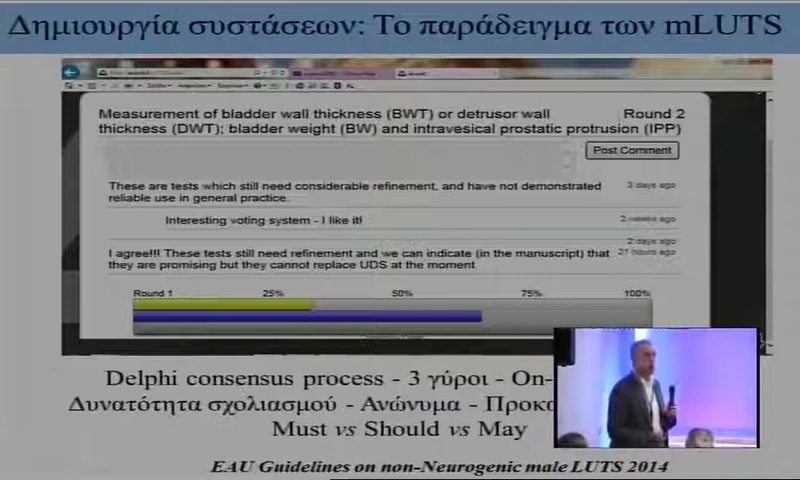 Δημιουργία συστάσεων: Το παράδειγμα των mLUTS
Measurement of bladder wall thickness (BWT) or detrusor wall
thickness (DWT); bladder weight (BW) and intravesical prostatic protrusion (IPP)
Round 2
Post Comment
These are tests which still need considerable refinement, and have not demonstrated
reliable use in general practice.
3 days ago
Interesting voting system - I like it!
2 weeks ago
2 days ago
I agree!!! These tests still need refinement and we can indicate (in the manuscript) that
they are promising but they cannot replace UDS at the moment
21 hours ago
Round 1 25% 50% 75% 100%
Delphi consensus process - 3 γύροι - On-
Δυνατότητα σχολιασμού - Ανώνυμα -
Must vs Should vs May
EAU Guidelines on non-Neurogenic male LUTS 2014